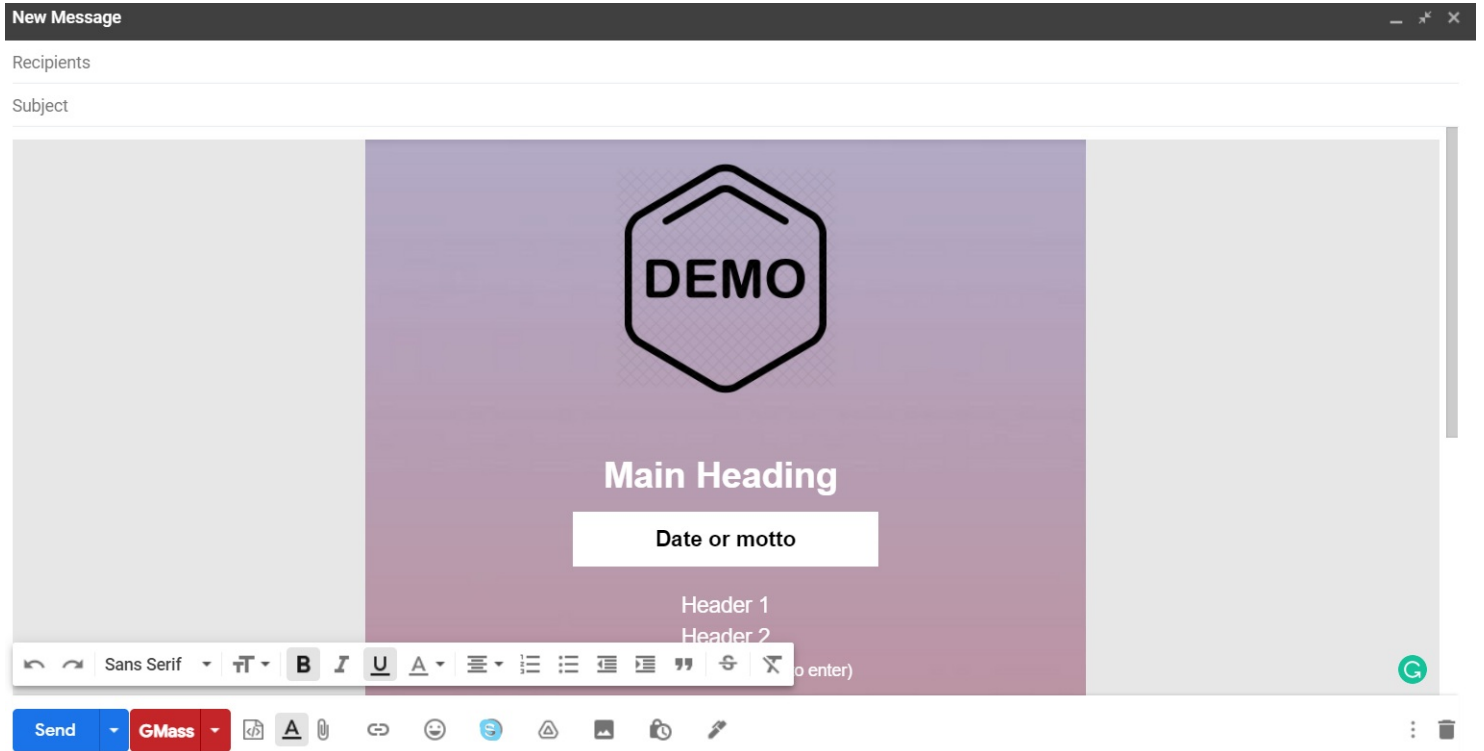 New Message
Recipients
Subject
DEMO
Main Heading
Date or motto
Header 1
Header 2
o enter)
Sans Serif
Send
GMass